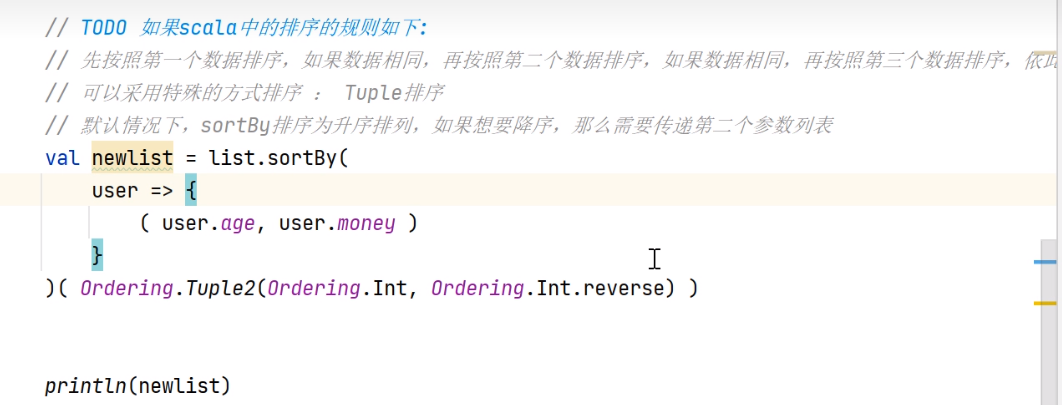 // TODO 如果scala中的排序的规则如下:
// 先按照第一个数据排序，如果数据相同，再按照第二个数据排序，如果数据相同，再按照第三个数据排序，依此
// 可以采用特殊的方式排序 ： Tuple排序
// 默认情况下，sortBy排序为升序排列，如果想要降序，那么需要传递第二个参数列表
val newlist = list.sortBy(
user => {
( user.age, user.money )
}
)( Ordering.Tuple2(Ordering.Int, Ordering.Int.reverse) )
println(newlist)